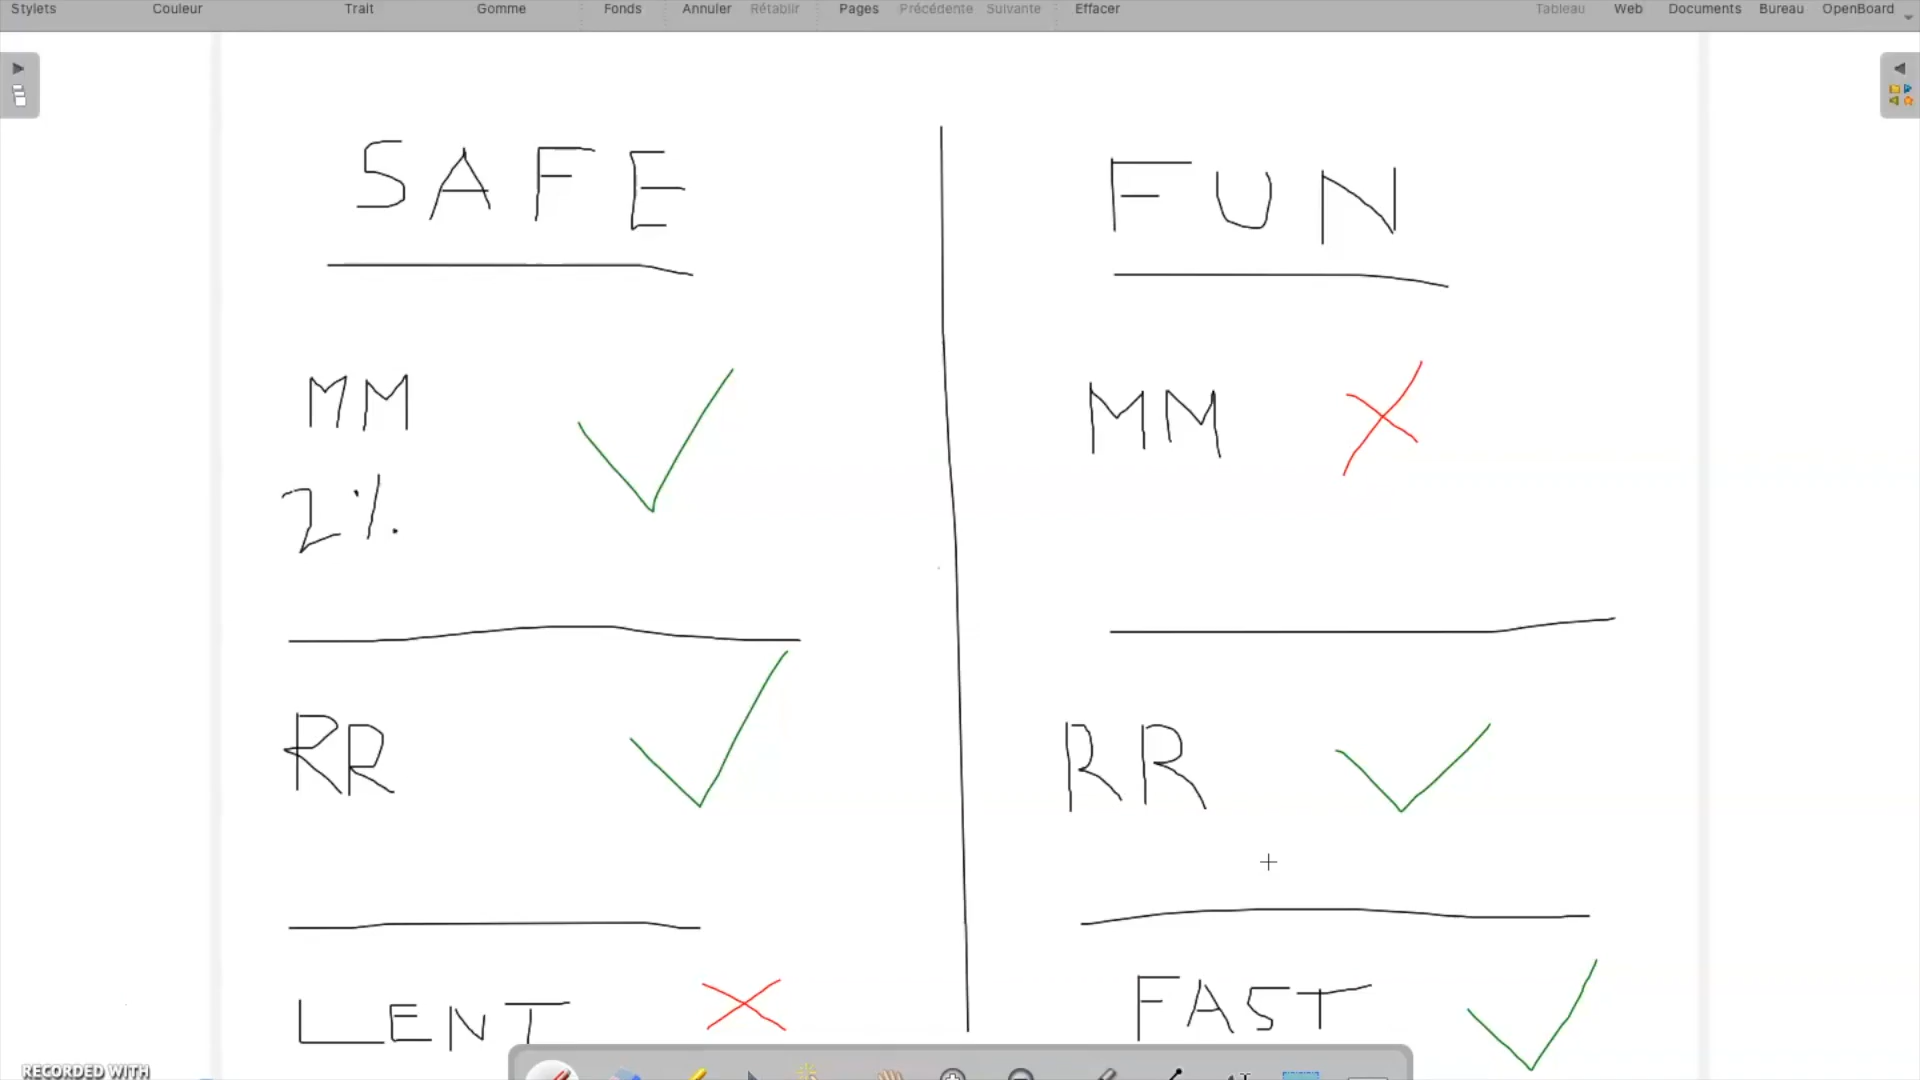 Stylets Couleur Trait Gomme Fonds Annuler Rétablir Pages Précédente Suivante Effacer Tableau Web Documents Bureau OpenBoard
SAFE
MM
2%.
RR
LENT
FUN
MM
RR
FAST
RECORDED WITH